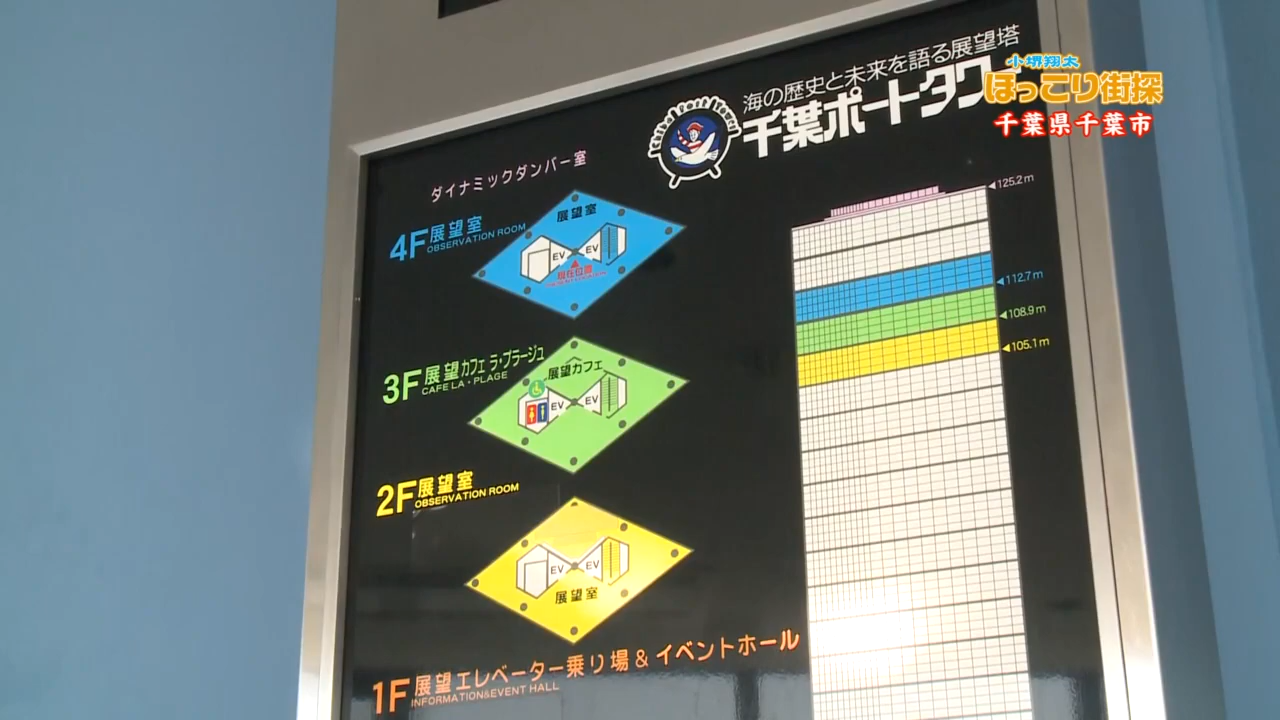 小堺翔太
ほっこり街探
千葉県千葉市
海の歴史と未来を語る展望塔
千葉ポートタワー
Chiba Port Tower
ダイナミックダンパー室
4F展望室
OBSERVATION ROOM
展望室
EV EV
現在位置
3F展望カフェ ラ・プラージュ
CAFE LA・PLAGE
展望カフェ
EV EV
2F展望室
OBSERVATION ROOM
EV EV
展望室
1F展望エレベーター乗り場&イベントホール
INFORMATION&EVENT HALL
125.2m
112.7m
108.9m
105.1m